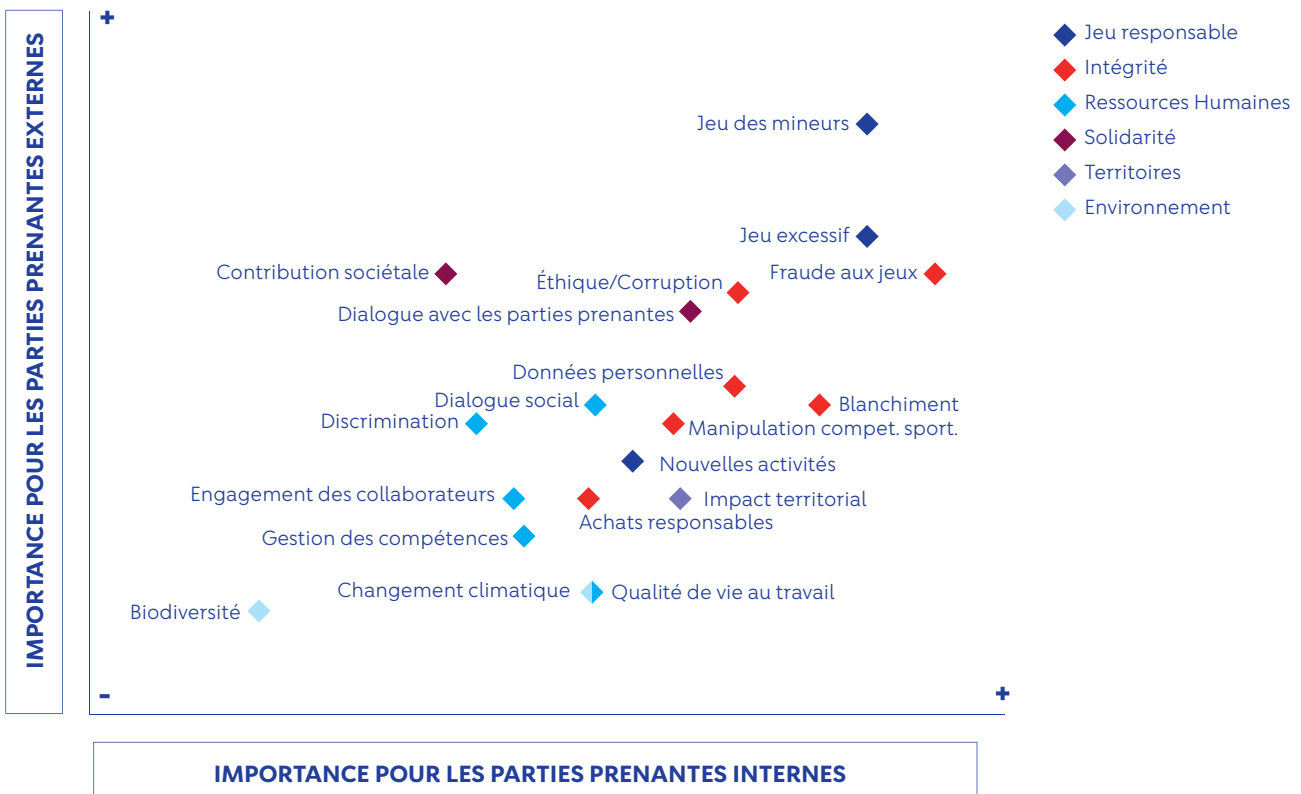 IMPORTANCE POUR LES PARTIES PRENANTES EXTERNES
+
Jeu responsable
Intégrité
Ressources Humaines
Solidarité
Territoires
Environnement
Jeu des mineurs
Jeu excessif
Contribution sociétale
Fraude aux jeux
Éthique/Corruption
Dialogue avec les parties prenantes
Données personnelles
Dialogue social
Blanchiment
Discrimination
Manipulation compet. sport.
Nouvelles activités
Engagement des collaborateurs
Impact territorial
Achats responsables
Gestion des compétences
Changement climatique
Qualité de vie au travail
Biodiversité
-
+
IMPORTANCE POUR LES PARTIES PRENANTES INTERNES